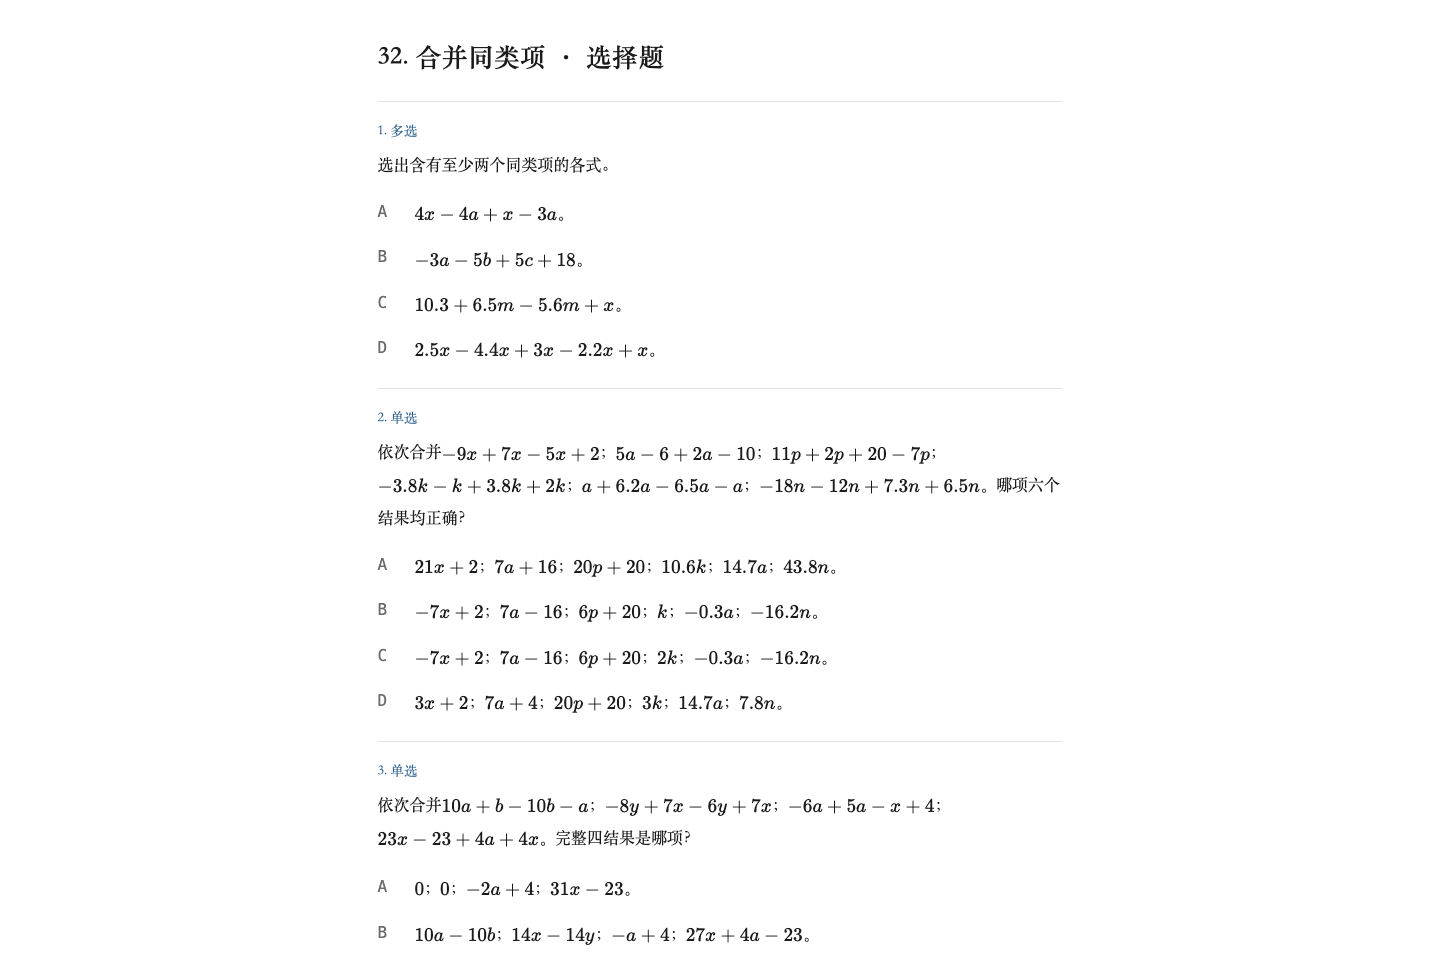 32. 合并同类项 · 选择题
1. 多选
选出含有至少两个同类项的各式。
A 4x − 4a + x − 3a。
B −3a − 5b + 5c + 18。
C 10.3 + 6.5m − 5.6m + x。
D 2.5x − 4.4x + 3x − 2.2x + x。
2. 单选
依次合并−9x + 7x − 5x + 2；5a − 6 + 2a − 10；11p + 2p + 20 − 7p；
−3.8k − k + 3.8k + 2k；a + 6.2a − 6.5a − a；−18n − 12n + 7.3n + 6.5n。哪项六个
结果均正确？
A 21x + 2；7a + 16；20p + 20；10.6k；14.7a；43.8n。
B −7x + 2；7a − 16；6p + 20；k；−0.3a；−16.2n。
C −7x + 2；7a − 16；6p + 20；2k；−0.3a；−16.2n。
D 3x + 2；7a + 4；20p + 20；3k；14.7a；7.8n。
3. 单选
依次合并10a + b − 10b − a；−8y + 7x − 6y + 7x；−6a + 5a − x + 4；
23x − 23 + 4a + 4x。完整四结果是哪项？
A 0；0；−2a + 4；31x − 23。
B 10a − 10b；14x − 14y；−a + 4；27x + 4a − 23。